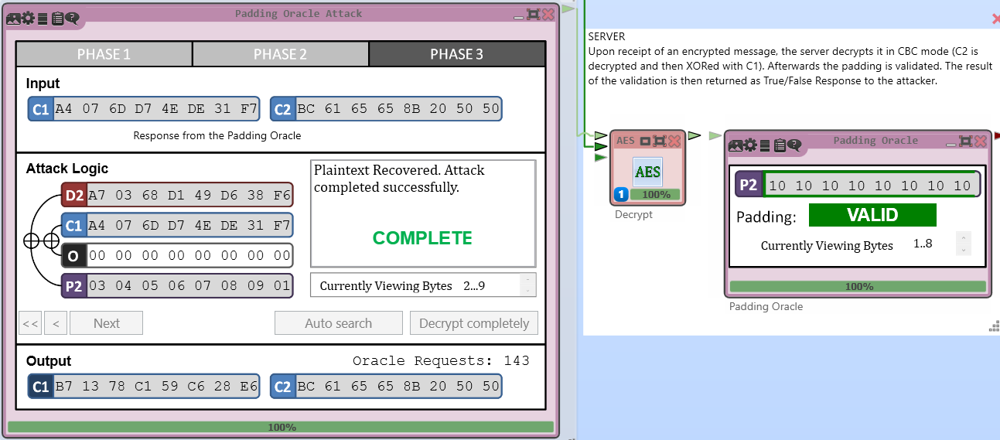 Padding Oracle Attack
PHASE 1 PHASE 2 PHASE 3
Input
C1 A4 07 6D D7 4E DE 31 F7 C2 BC 61 65 65 8B 20 50 50
Response from the Padding Oracle
Attack Logic
D2 A7 03 68 D1 49 D6 38 F6
C1 A4 07 6D D7 4E DE 31 F7
O 00 00 00 00 00 00 00 00
P2 03 04 05 06 07 08 09 01
Plaintext Recovered. Attack
completed successfully.
COMPLETE
Currently Viewing Bytes 2...9
<< < Next Auto search Decrypt completely
Output Oracle Requests: 143
C1 B7 13 78 C1 59 C6 28 E6 C2 BC 61 65 65 8B 20 50 50
100%
SERVER
Upon receipt of an encrypted message, the server decrypts it in CBC mode (C2 is
decrypted and then XORed with C1). Afterwards the padding is validated. The result
of the validation is then returned as True/False Response to the attacker.
AES
AES
1 100%
Decrypt
Padding Oracle
P2 10 10 10 10 10 10 10 10
Padding: VALID
Currently Viewing Bytes 1..8
100%
Padding Oracle